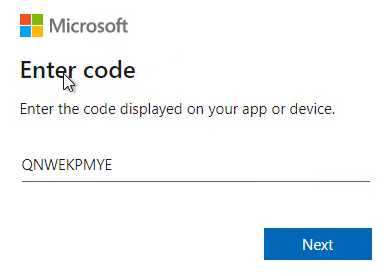 Microsoft
Enter code
Enter the code displayed on your app or device.
QNWEKPMYE
Next